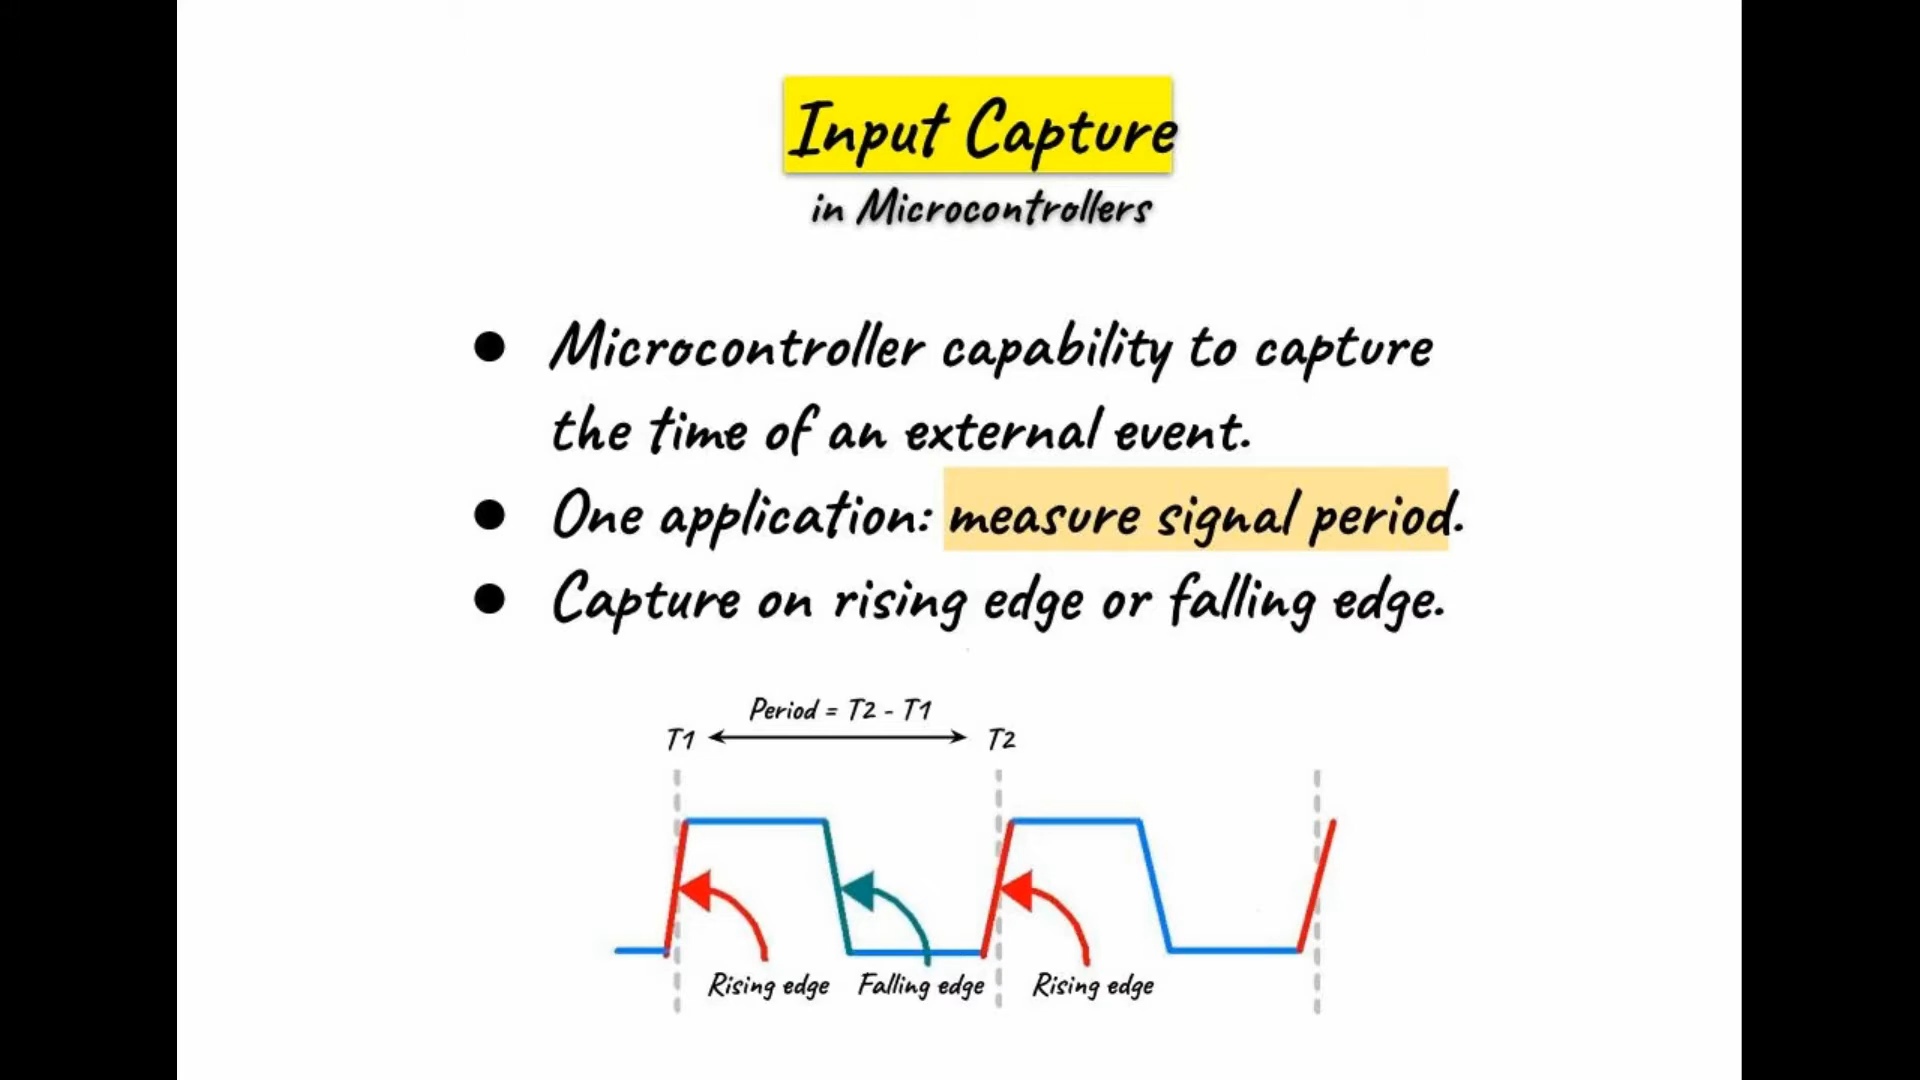 Input Capture
in Microcontrollers
● Microcontroller capability to capture
the time of an external event.
● One application: measure signal period.
● Capture on rising edge or falling edge.
Period = T2 - T1
T1 T2
Rising edge Falling edge Rising edge